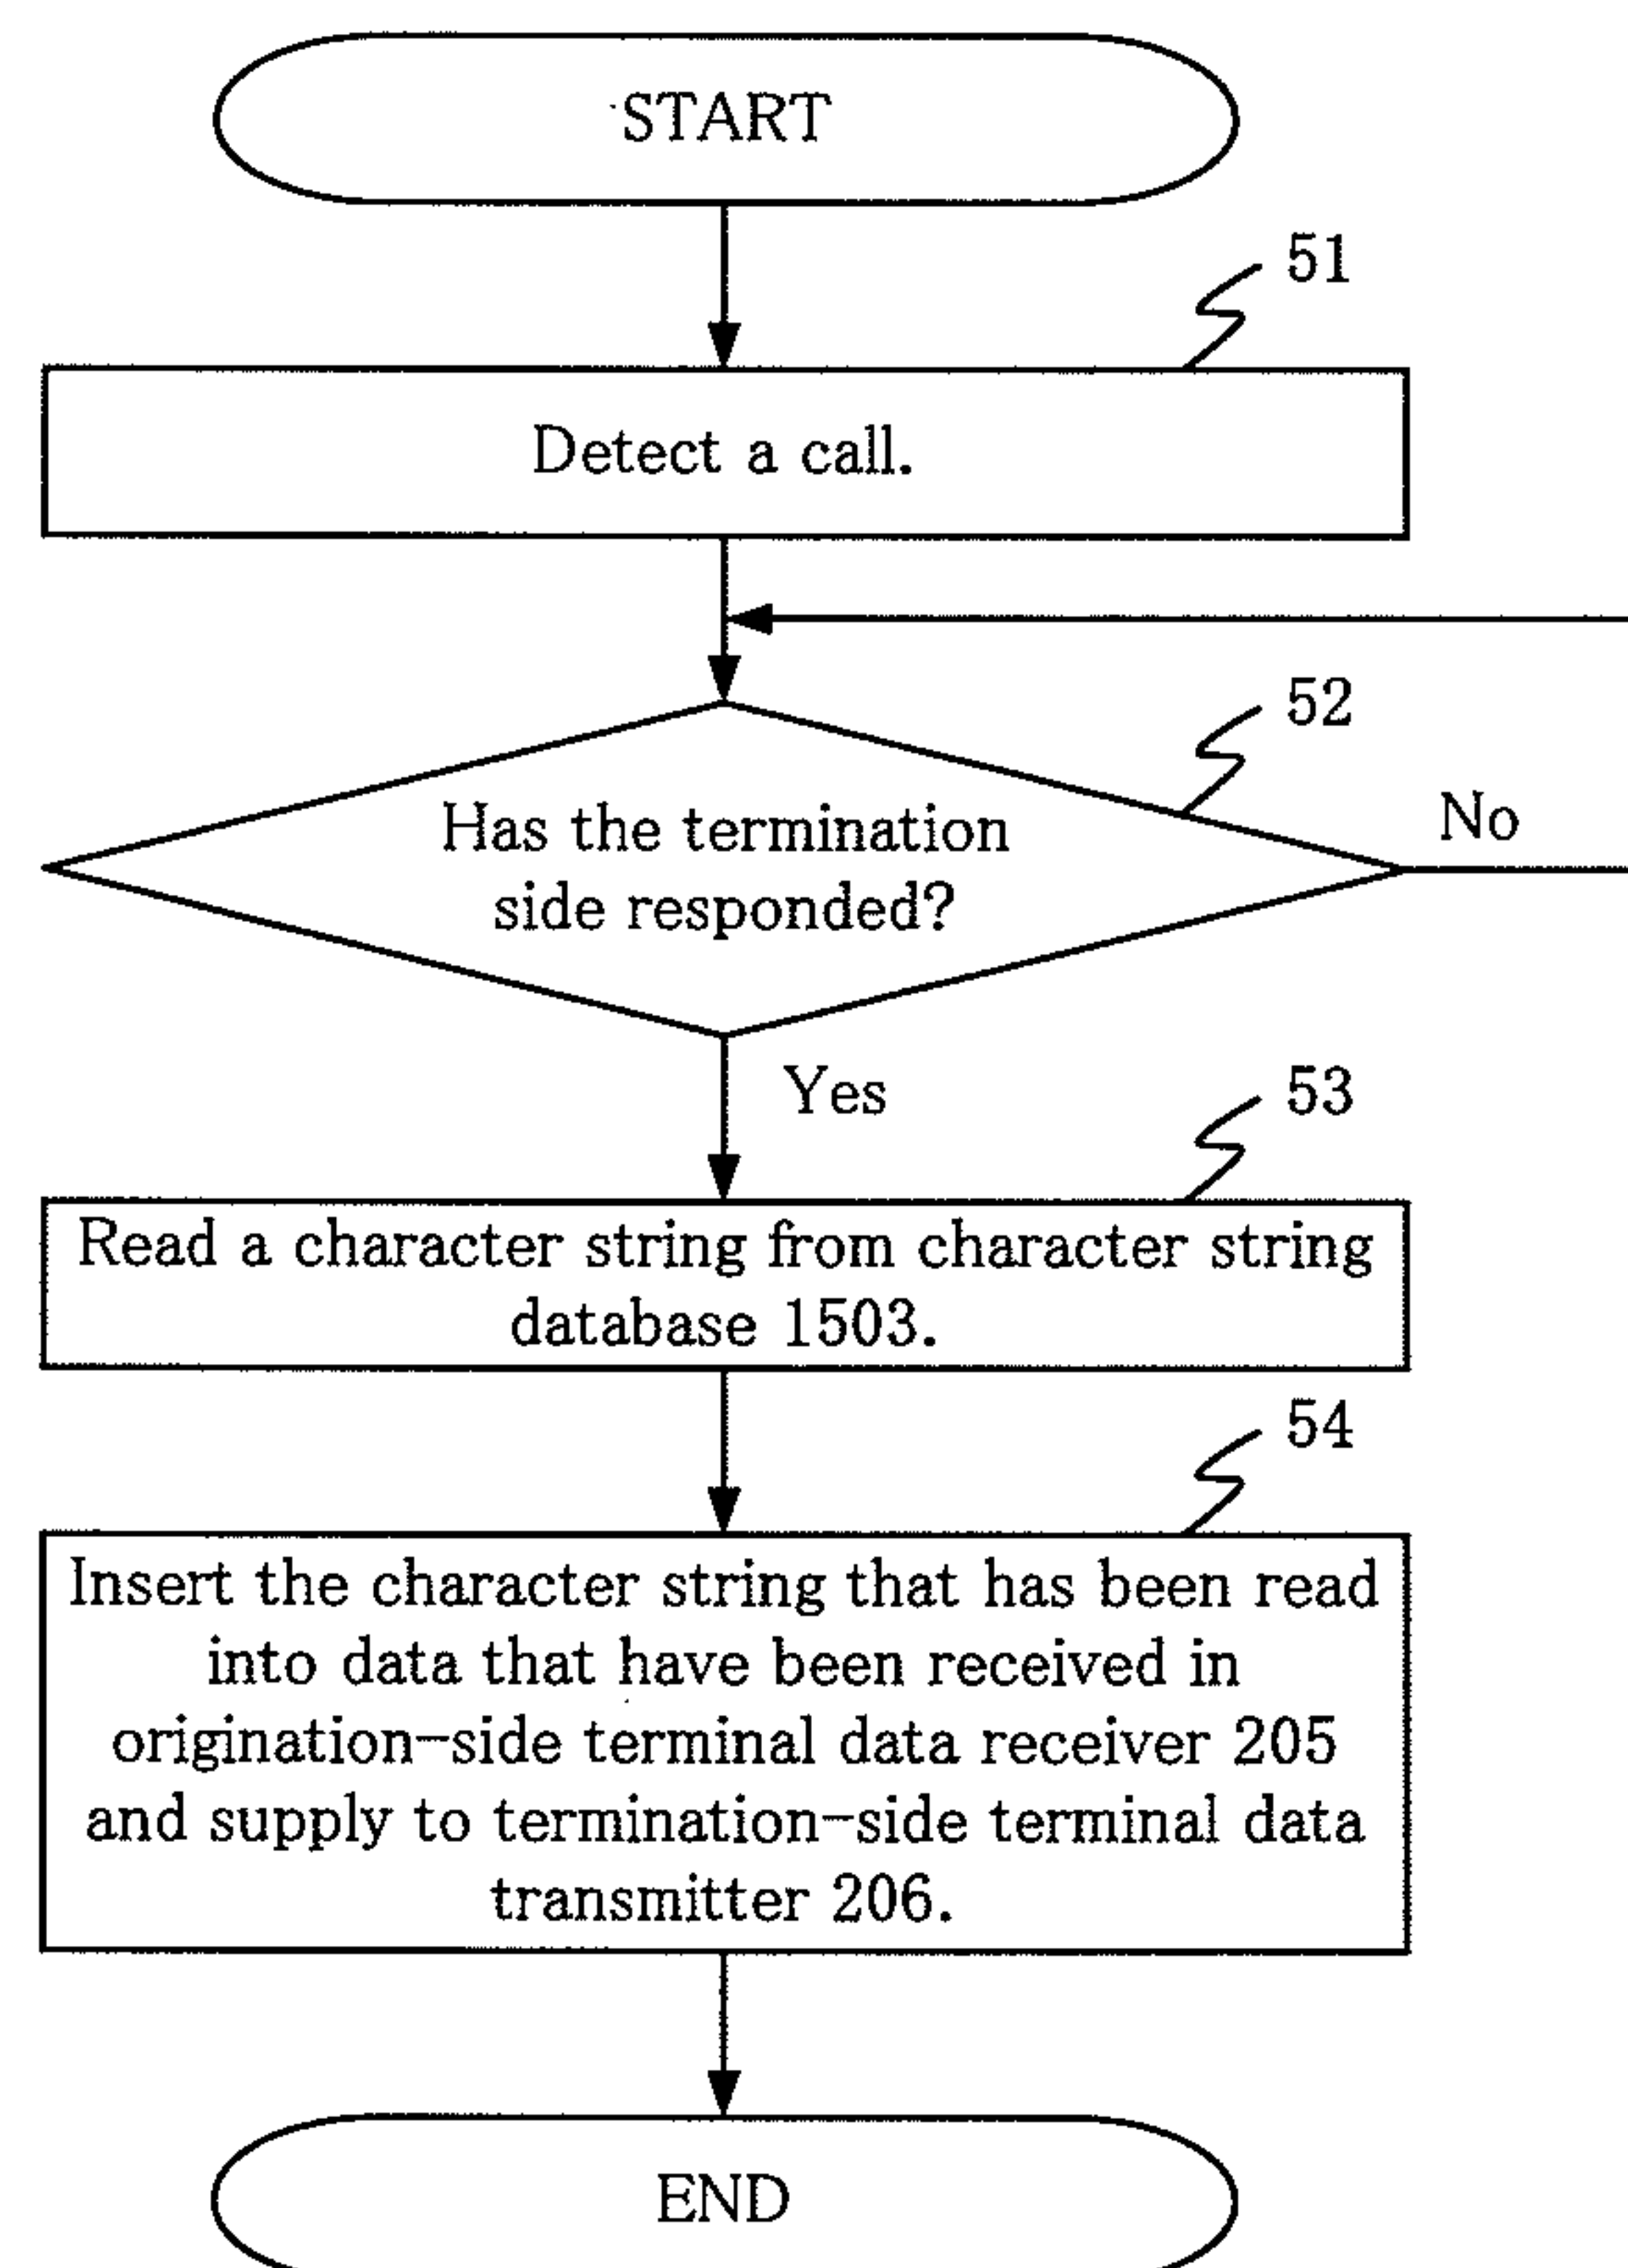 START
51
Detect a call.
52
Has the termination
side responded?
No
Yes
53
Read a character string from character string
database 1503.
54
Insert the character string that has been read
into data that have been received in
origination-side terminal data receiver 205
and supply to termination-side terminal data
transmitter 206.
END